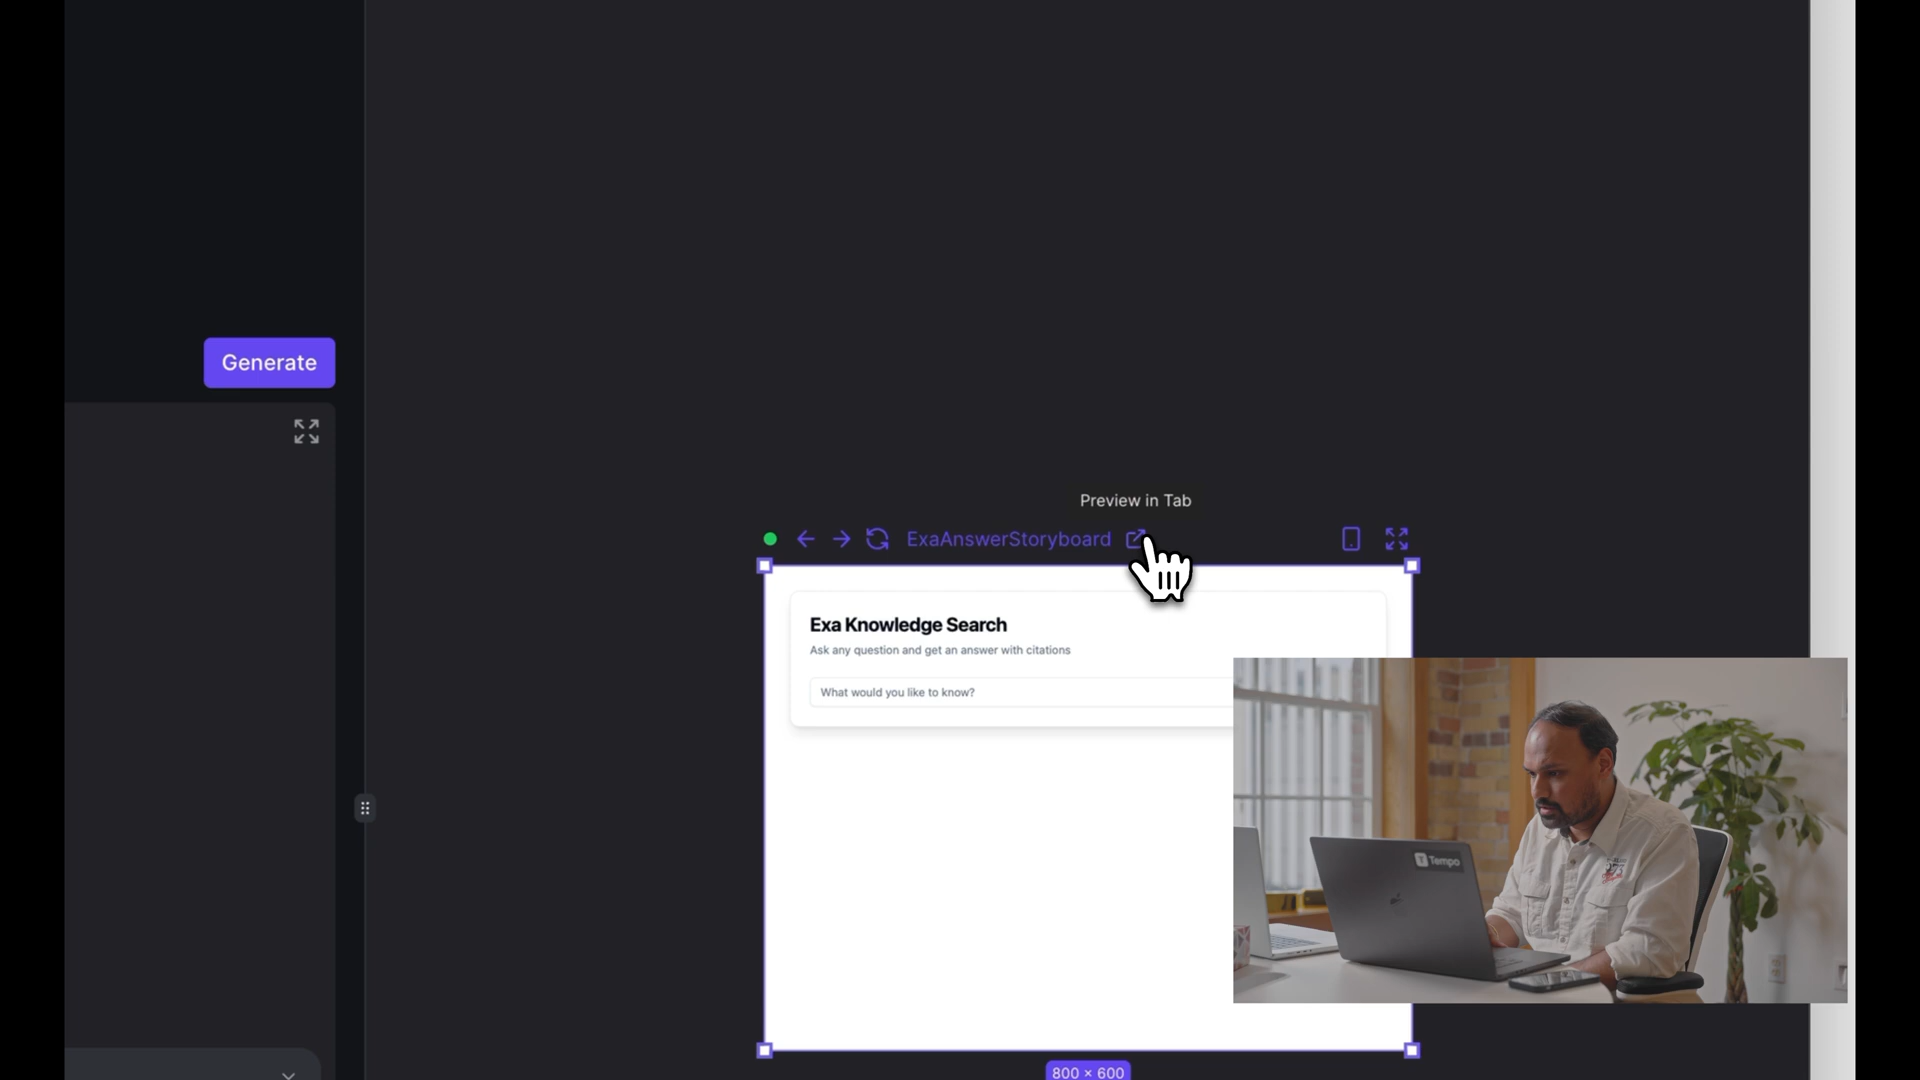 Generate
Preview in Tab
ExaAnswerStoryboard
Exa Knowledge Search
Ask any question and get an answer with citations
What would you like to know?
Tempo
800 × 600